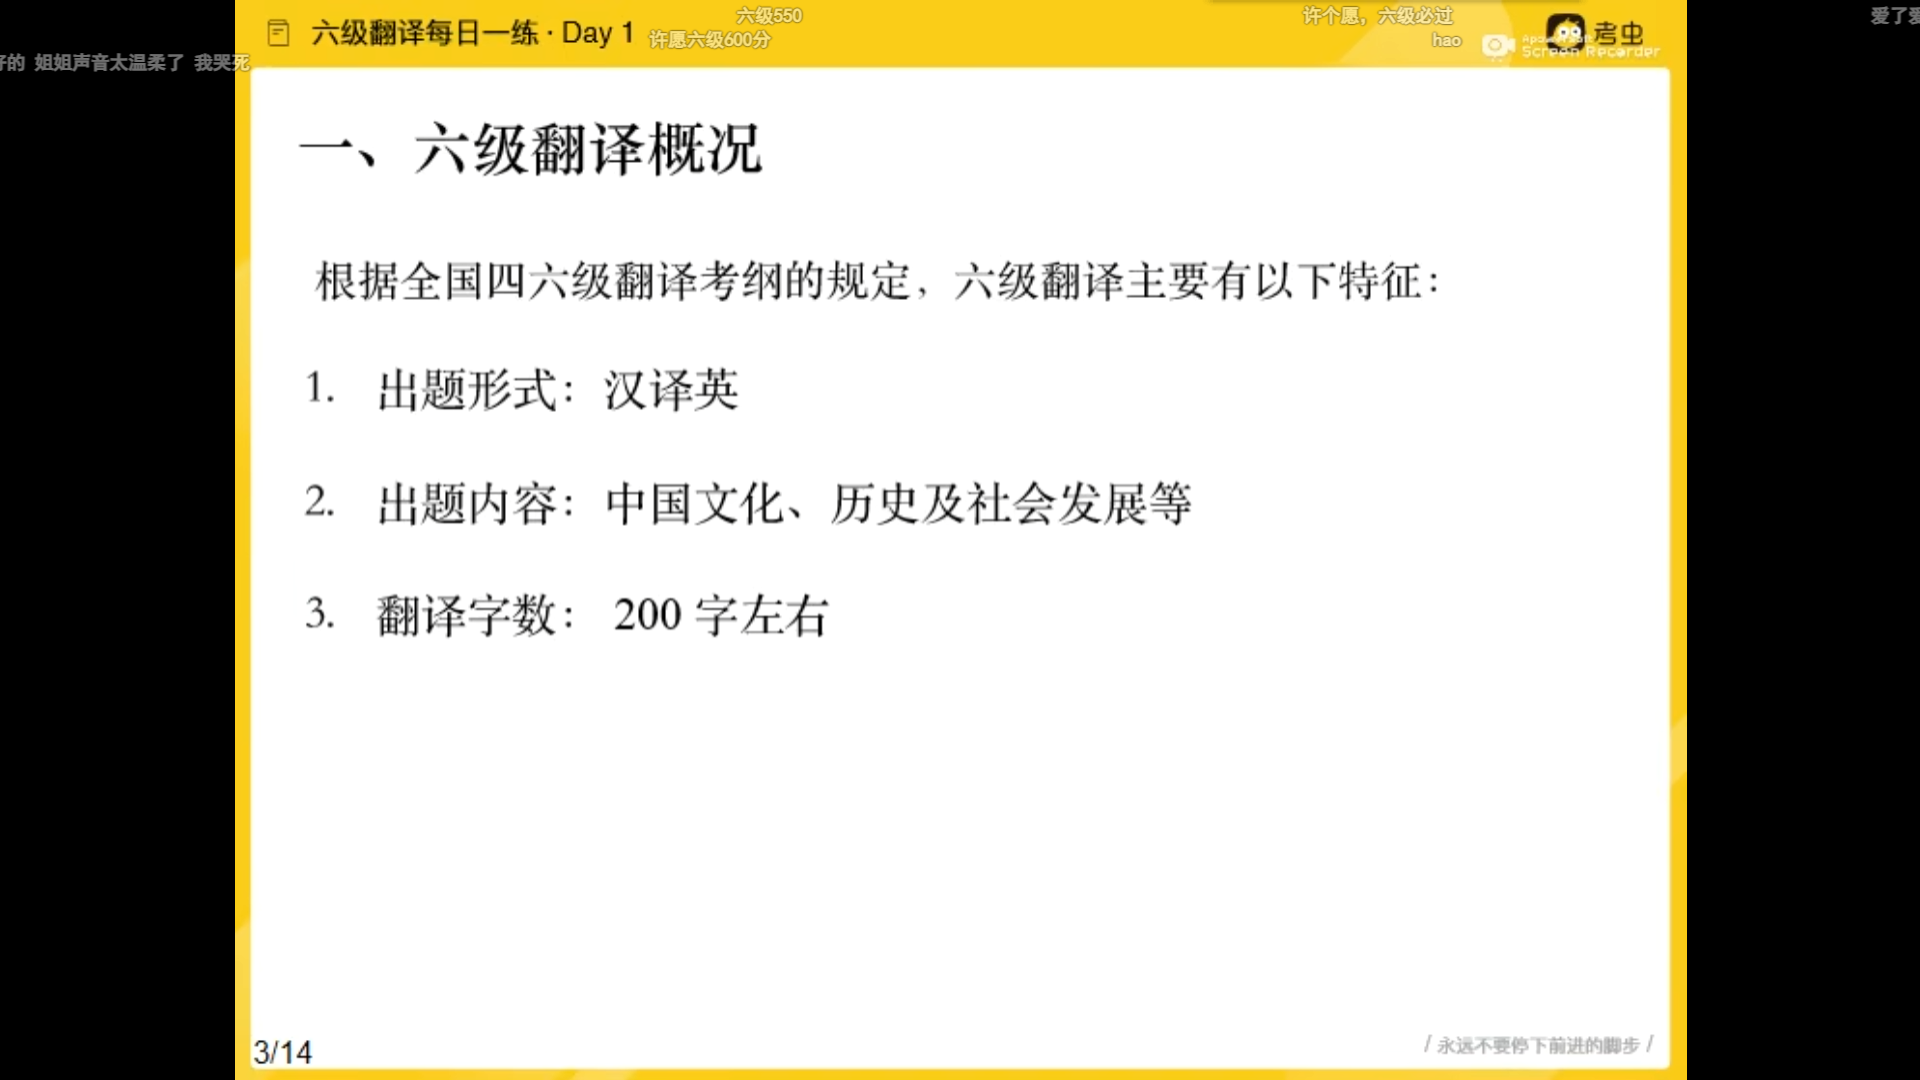 六级550
许个愿，六级必过
爱了爱
六级翻译每日一练 · Day 1
许愿六级600分
hao
考虫
Screen Recorder
好的 姐姐声音太温柔了 我哭死
一、六级翻译概况
根据全国四六级翻译考纲的规定，六级翻译主要有以下特征：
1. 出题形式：汉译英
2. 出题内容：中国文化、历史及社会发展等
3. 翻译字数： 200 字左右
3/14
/ 永远不要停下前进的脚步 /